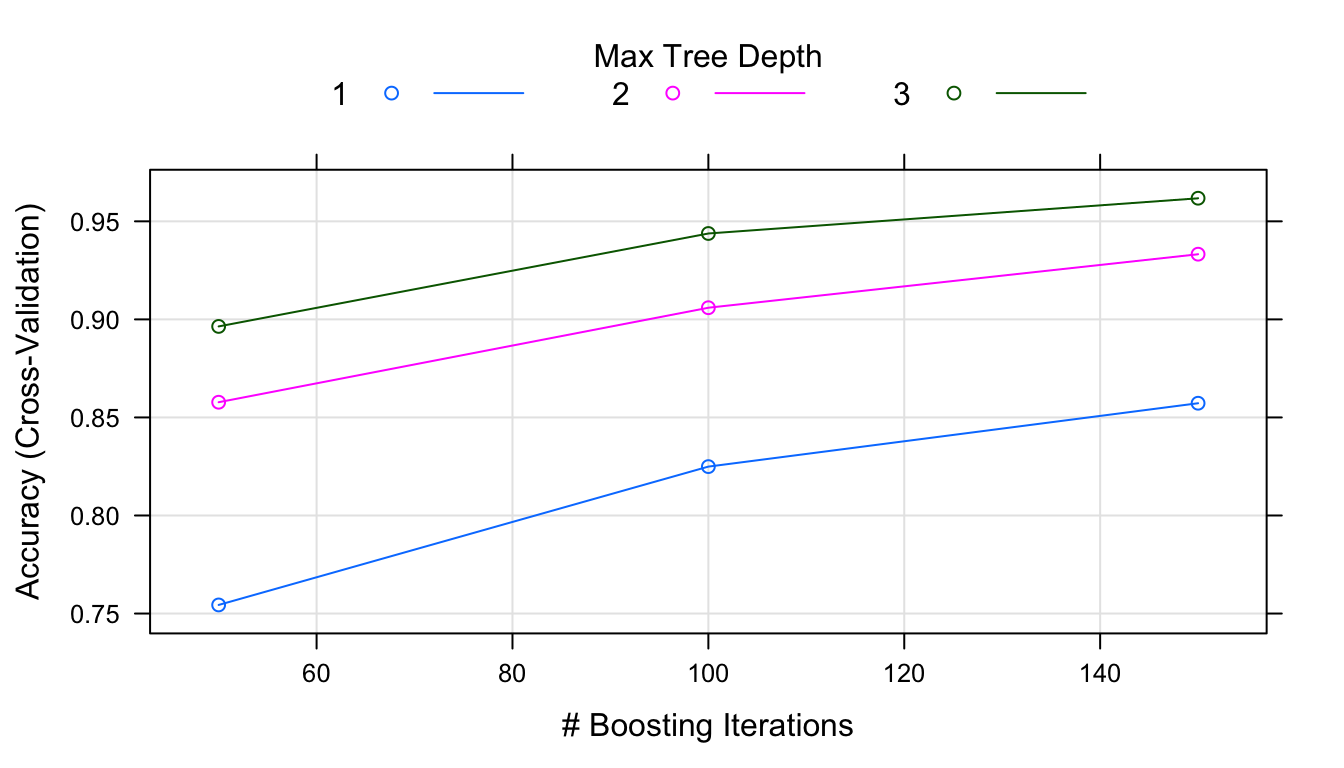 Max Tree Depth
1 2 3
Accuracy (Cross-Validation)
0.95
0.90
0.85
0.80
0.75
60 80 100 120 140
# Boosting Iterations